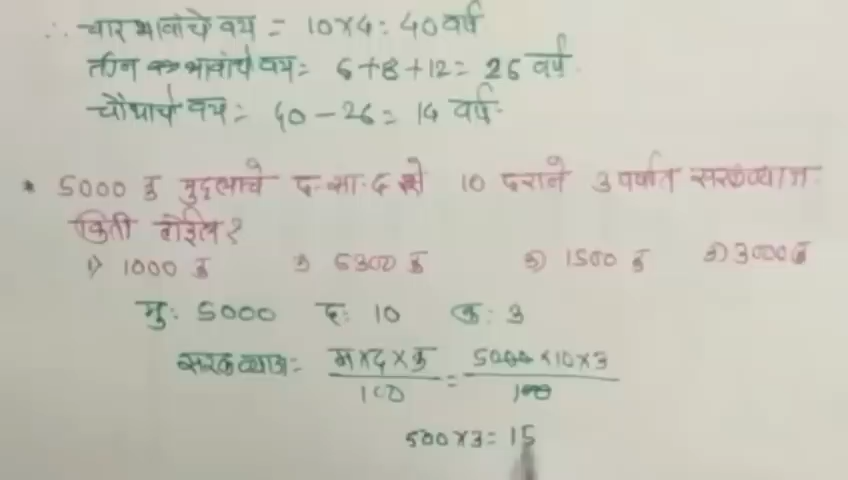 ∴ चार भावांचे वय = 10×4 = 40 वर्ष
तीन भावांचे वय = 6+8+12 = 26 वर्ष.
चौथाचे वय = 40 – 26 = 14 वर्ष.
* 5000 रु मुद्दलाचे द.सा.द.शे 10 दराने 3 वर्षात सरळव्याज
किती होईल?
1) 1000 रु 2) 6300 रु 3) 1500 रु 4) 3000 रु
मु: 5000 द: 10 क: 3
सरळव्याज = म×द×क / 100 = 5000×10×3 / 100
500×3 = 15